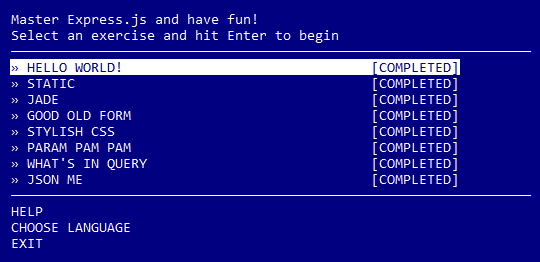 Master Express.js and have fun!
Select an exercise and hit Enter to begin
» HELLO WORLD! [COMPLETED]
» STATIC [COMPLETED]
» JADE [COMPLETED]
» GOOD OLD FORM [COMPLETED]
» STYLISH CSS [COMPLETED]
» PARAM PAM PAM [COMPLETED]
» WHAT'S IN QUERY [COMPLETED]
» JSON ME [COMPLETED]
HELP
CHOOSE LANGUAGE
EXIT